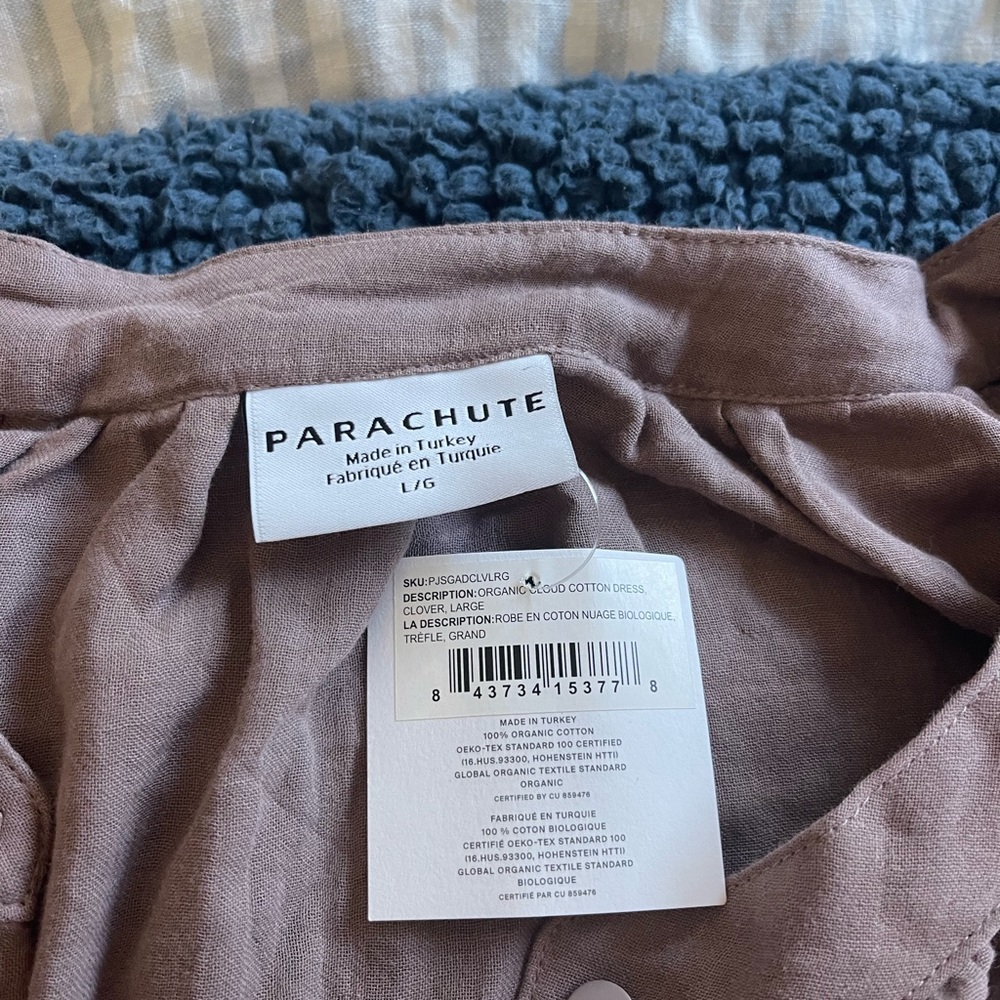 PARACHUTE
Made in Turkey
Fabriqué en Turquie
L/G
SKU:PJSGADCLVLRG
DESCRIPTION:ORGANIC CLOUD COTTON DRESS,
CLOVER, LARGE
LA DESCRIPTION:ROBE EN COTON NUAGE BIOLOGIQUE,
TRÈFLE, GRAND
8 43734 15377 8
MADE IN TURKEY
100% ORGANIC COTTON
OEKO-TEX STANDARD 100 CERTIFIED
(16.HUS.93300, HOHENSTEIN HTTI)
GLOBAL ORGANIC TEXTILE STANDARD
ORGANIC
CERTIFIED BY CU 859476
FABRIQUÉ EN TURQUIE
100 % COTON BIOLOGIQUE
CERTIFIÉ OEKO-TEX STANDARD 100
(16.HUS.93300, HOHENSTEIN HTTI)
GLOBAL ORGANIC TEXTILE STANDARD
BIOLOGIQUE
CERTIFIÉ PAR CU 859476